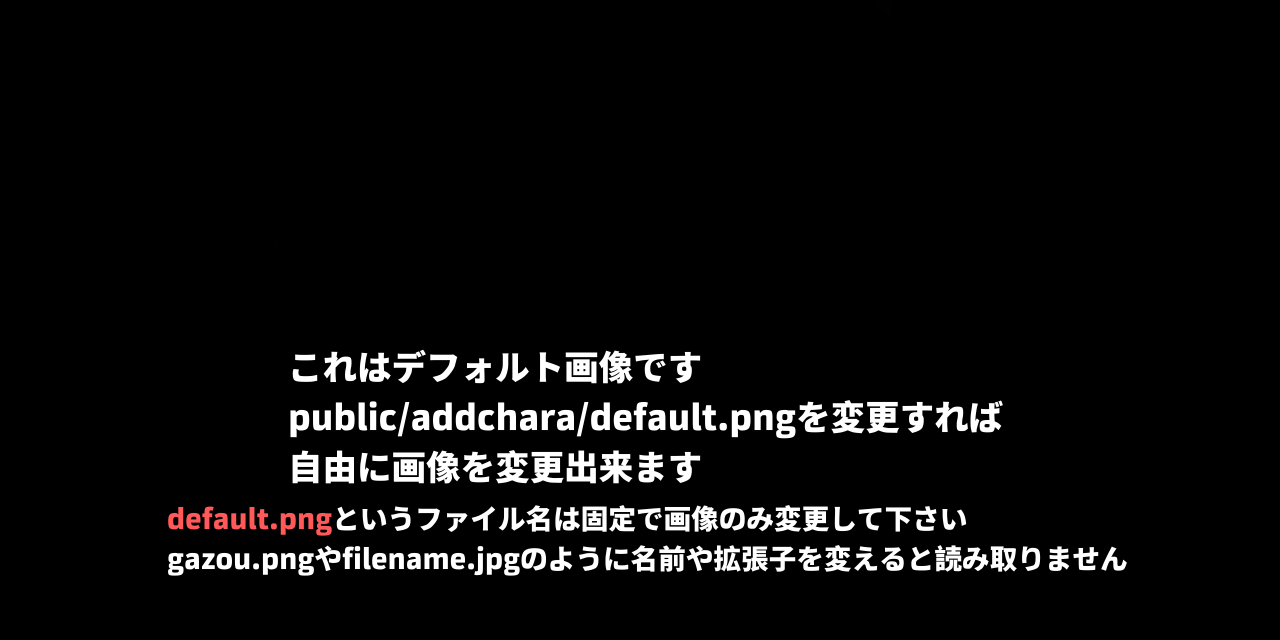 これはデフォルト画像です
public/addchara/default.pngを変更すれば
自由に画像を変更出来ます
default.pngというファイル名は固定で画像のみ変更して下さい
gazou.pngやfilename.jpgのように名前や拡張子を変えると読み取りません